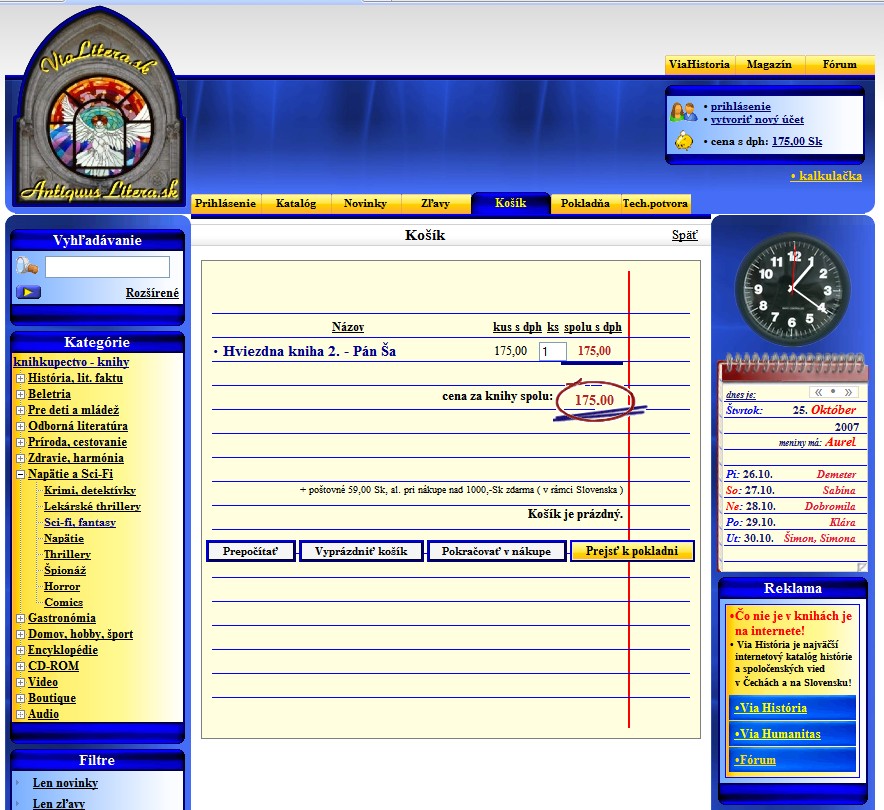 ViaLitera.sk
Antiquus Litera.sk
ViaHistoria Magazín Fórum
• prihlásenie
• vytvoriť nový účet
• cena s dph: 175,00 Sk
• kalkulačka
Prihlásenie Katalóg Novinky Zľavy Košík Pokladňa Tech.potvora
Vyhľadávanie
Rozšírené
Kategórie
kníhkupectvo - knihy
História, lit. faktu
Beletria
Pre deti a mládež
Odborná literatúra
Príroda, cestovanie
Zdravie, harmónia
Napätie a Sci-Fi
Krimi, detektívky
Lekárské thrillery
Sci-fi, fantasy
Napätie
Thrillery
Špionáž
Horror
Comics
Gastronómia
Domov, hobby, šport
Encyklopédie
CD-ROM
Video
Boutique
Audio
Filtre
Len novinky
Len zľavy
Košík Späť
Názov kus s dph ks spolu s dph
• Hviezdna kniha 2. - Pán Ša 175,00 1 175,00
cena za knihy spolu: 175.00
+ poštovné 59,00 Sk, al. pri nákupe nad 1000,-Sk zdarma ( v rámci Slovenska )
Košík je prázdný.
Prepočítať Vyprázdniť košík Pokračovať v nákupe Prejsť k pokladni
12 1 2 3 4 5 6 7 8 9 10 11
dnes je: « • »
Štvrtok: 25. Október
2007
meniny má: Aurel
Pi: 26.10. Demeter
So: 27.10. Sabína
Ne: 28.10. Dobromila
Po: 29.10. Klára
Ut: 30.10. Šimon, Simona
Reklama
•Čo nie je v knihách je
na internete!
• Via História je najväčší
internetový katalóg histórie
a spoločenských vied
v Čechách a na Slovensku!
•Via História
•Via Humanitas
•Fórum